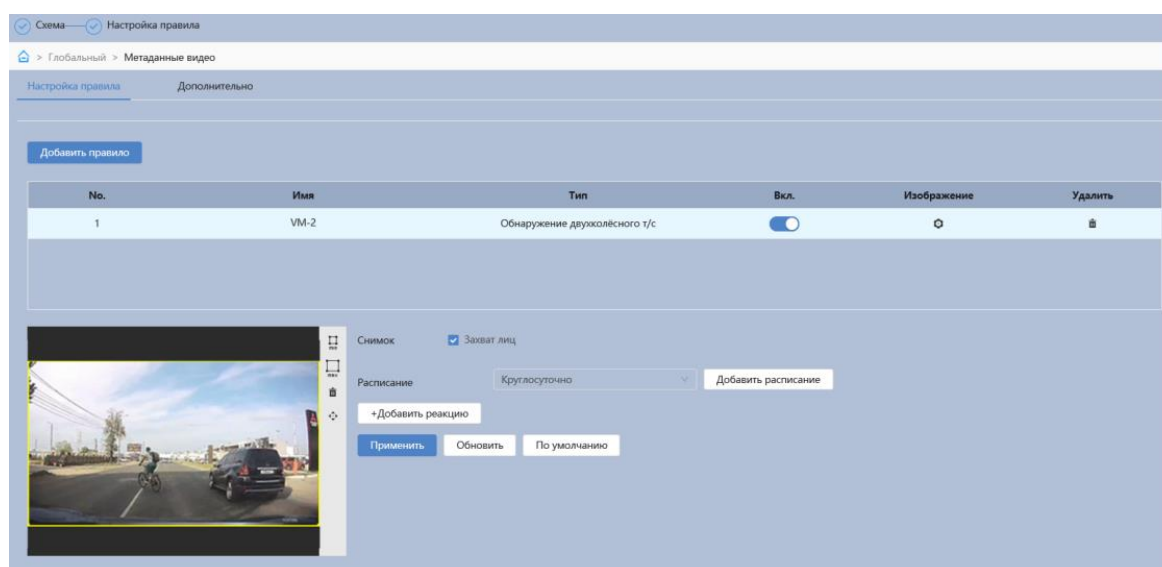 Схема Настройка правила
> Глобальный > Метаданные видео
Настройка правила Дополнительно
Добавить правило
No. Имя Тип Вкл. Изображение Удалить
1 VM-2 Обнаружение двухколёсного т/с
Снимок Захват лиц
Расписание Круглосуточно Добавить расписание
+Добавить реакцию
Применить Обновить По умолчанию